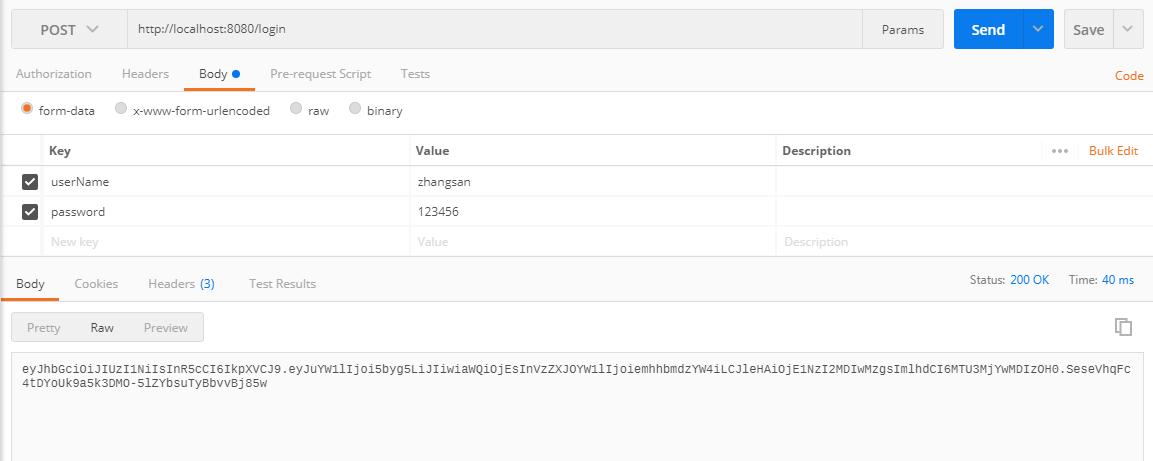 POST http://localhost:8080/login Params Send Save
Authorization Headers Body Pre-request Script Tests Code
form-data x-www-form-urlencoded raw binary
Key Value Description Bulk Edit
userName zhangsan
password 123456
New key Value Description
Body Cookies Headers (3) Test Results Status: 200 OK Time: 40 ms
Pretty Raw Preview
eyJhbGciOiJIUzI1NiIsInR5cCI6IkpXVCJ9.eyJuYW1lIjoi5byg5LiJIiwiaWQiOjEsInVzZXJOYW1lIjoiemhhbmdzYW4iLCJleHAiOjE1NzI2MDIwMzgsImlhdCI6MTU3MjYwMDIzOH0.SeseVhqFc
4tDYoUk9a5k3DMO-5lZYbsuTyBbvvBj85w